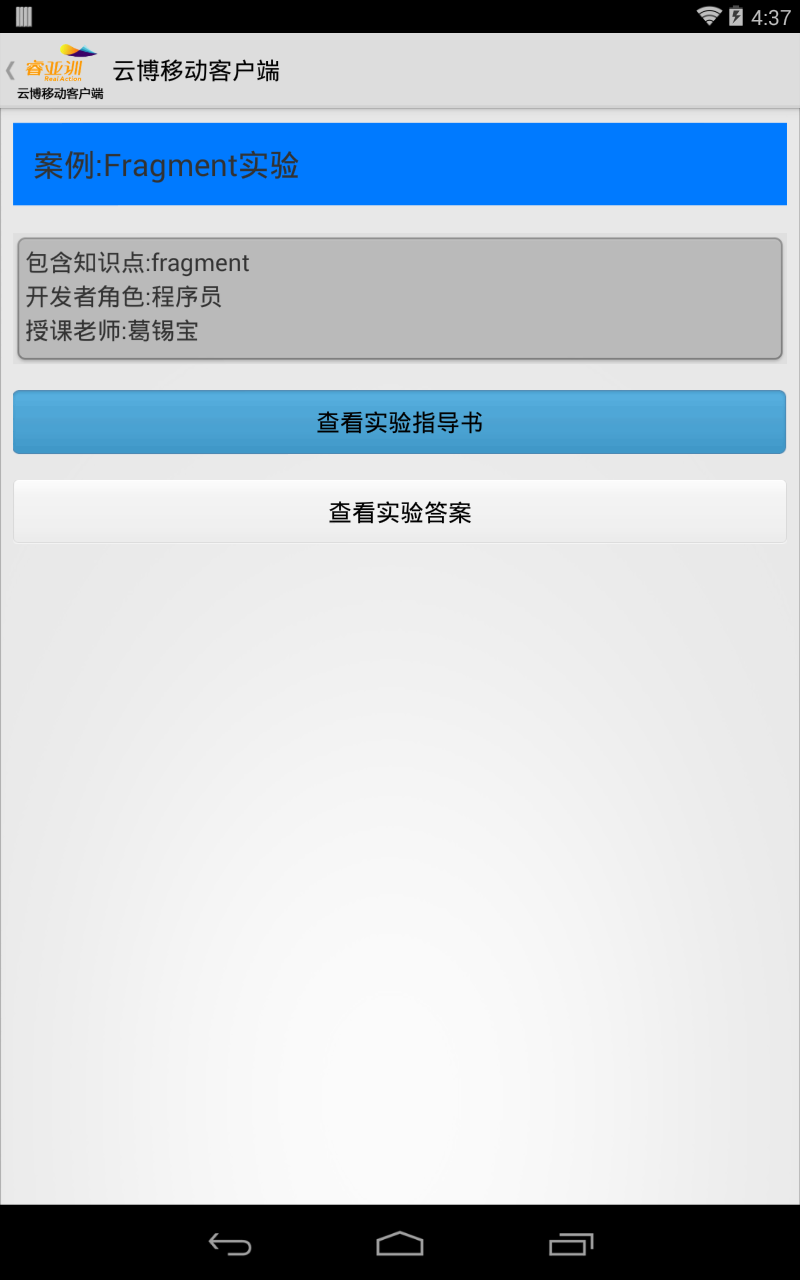 4:37
睿亚训
Real Action
云博移动客户端
云博移动客户端
案例:Fragment实验
包含知识点:fragment
开发者角色:程序员
授课老师:葛锡宝
查看实验指导书
查看实验答案